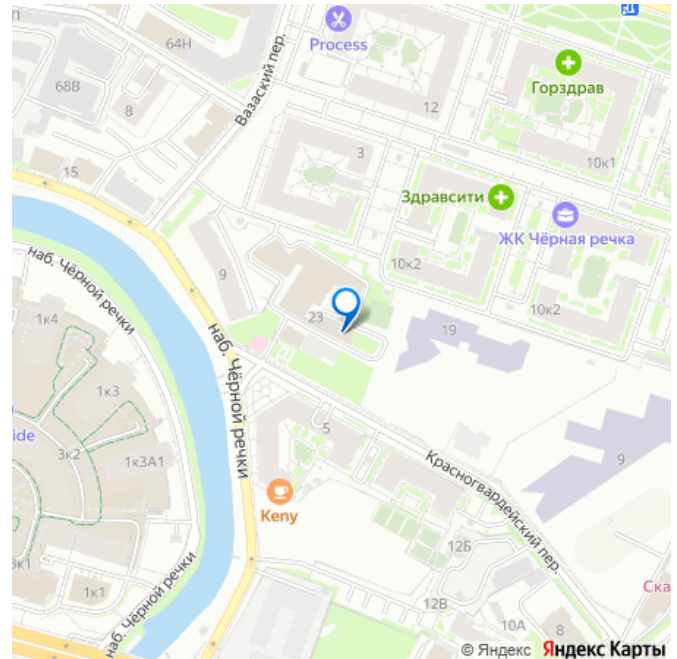 64Н
Process
Горздрав
68В
8
Вазаский пер.
12
15
3
10к1
Здравсити
ЖК Чёрная речка
наб. Чёрной речки
9
10к2
10к2
1к4
23
19
наб. Чёрной речки
1к3
ide
3к2
1к3А1
5
Красногвардейский пер.
9
Keny
12Б
Ска
1к1
12В
10А
8
наб. Чёрной речки
© Яндекс Яндекс Карты